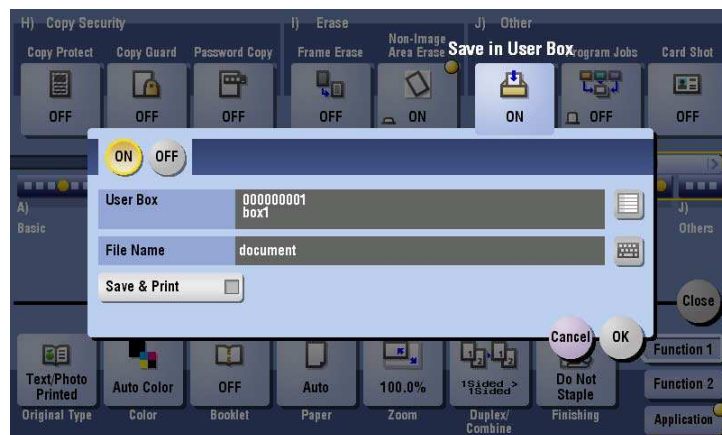 H) Copy Security
I) Erase
J) Other
Copy Protect
Copy Guard
Password Copy
Frame Erase
Non-Image
Area Erase
Save in User Box
Program Jobs
Card Shot
OFF
OFF
OFF
OFF
ON
ON
OFF
OFF
ON
OFF
User Box
000000001
box1
File Name
document
Save & Print
Cancel
OK
A)
Basic
J)
Others
Close
Text/Photo
Printed
Auto Color
OFF
Auto
100.0%
1Sided >
1Sided
Do Not
Staple
Original Type
Color
Booklet
Paper
Zoom
Duplex/
Combine
Finishing
Function 1
Function 2
Application